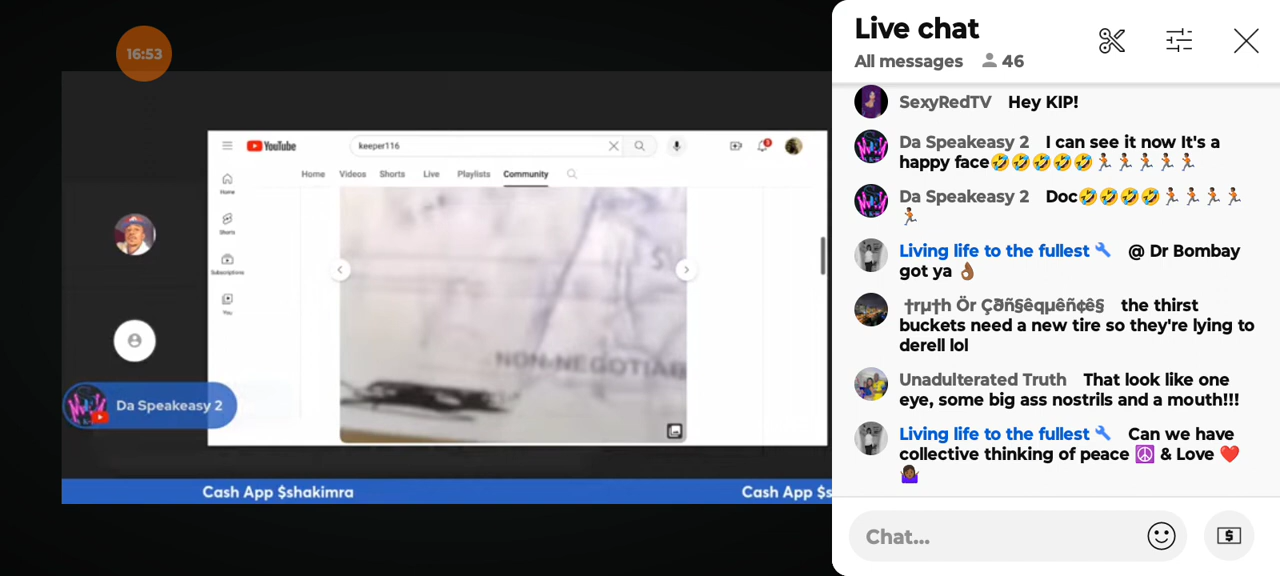 16:53
YouTube
keeper116
Home Videos Shorts Live Playlists Community
Home
Shorts
Subscriptions
You
NON-NEGOTIAB
Da Speakeasy 2
Cash App $shakimra
Cash App $s
Live chat
All messages 46
SexyRedTV Hey KIP!
Da Speakeasy 2 I can see it now It's a
happy face🤣🤣🤣🤣🤣🏃🏽🏃🏽🏃🏽🏃🏽🏃🏽
Da Speakeasy 2 Doc🤣🤣🤣🤣🏃🏽🏃🏽🏃🏽🏃🏽
🏃🏽
Living life to the fullest @ Dr Bombay
got ya 👌🏾
†rµ†h Ör Çðñ§êqµêñ¢ê§ the thirst
buckets need a new tire so they're lying to
derell lol
Unadulterated Truth That look like one
eye, some big ass nostrils and a mouth!!!
Living life to the fullest Can we have
collective thinking of peace ☮️ & Love ❤️
🤷🏾‍♀️
Chat...